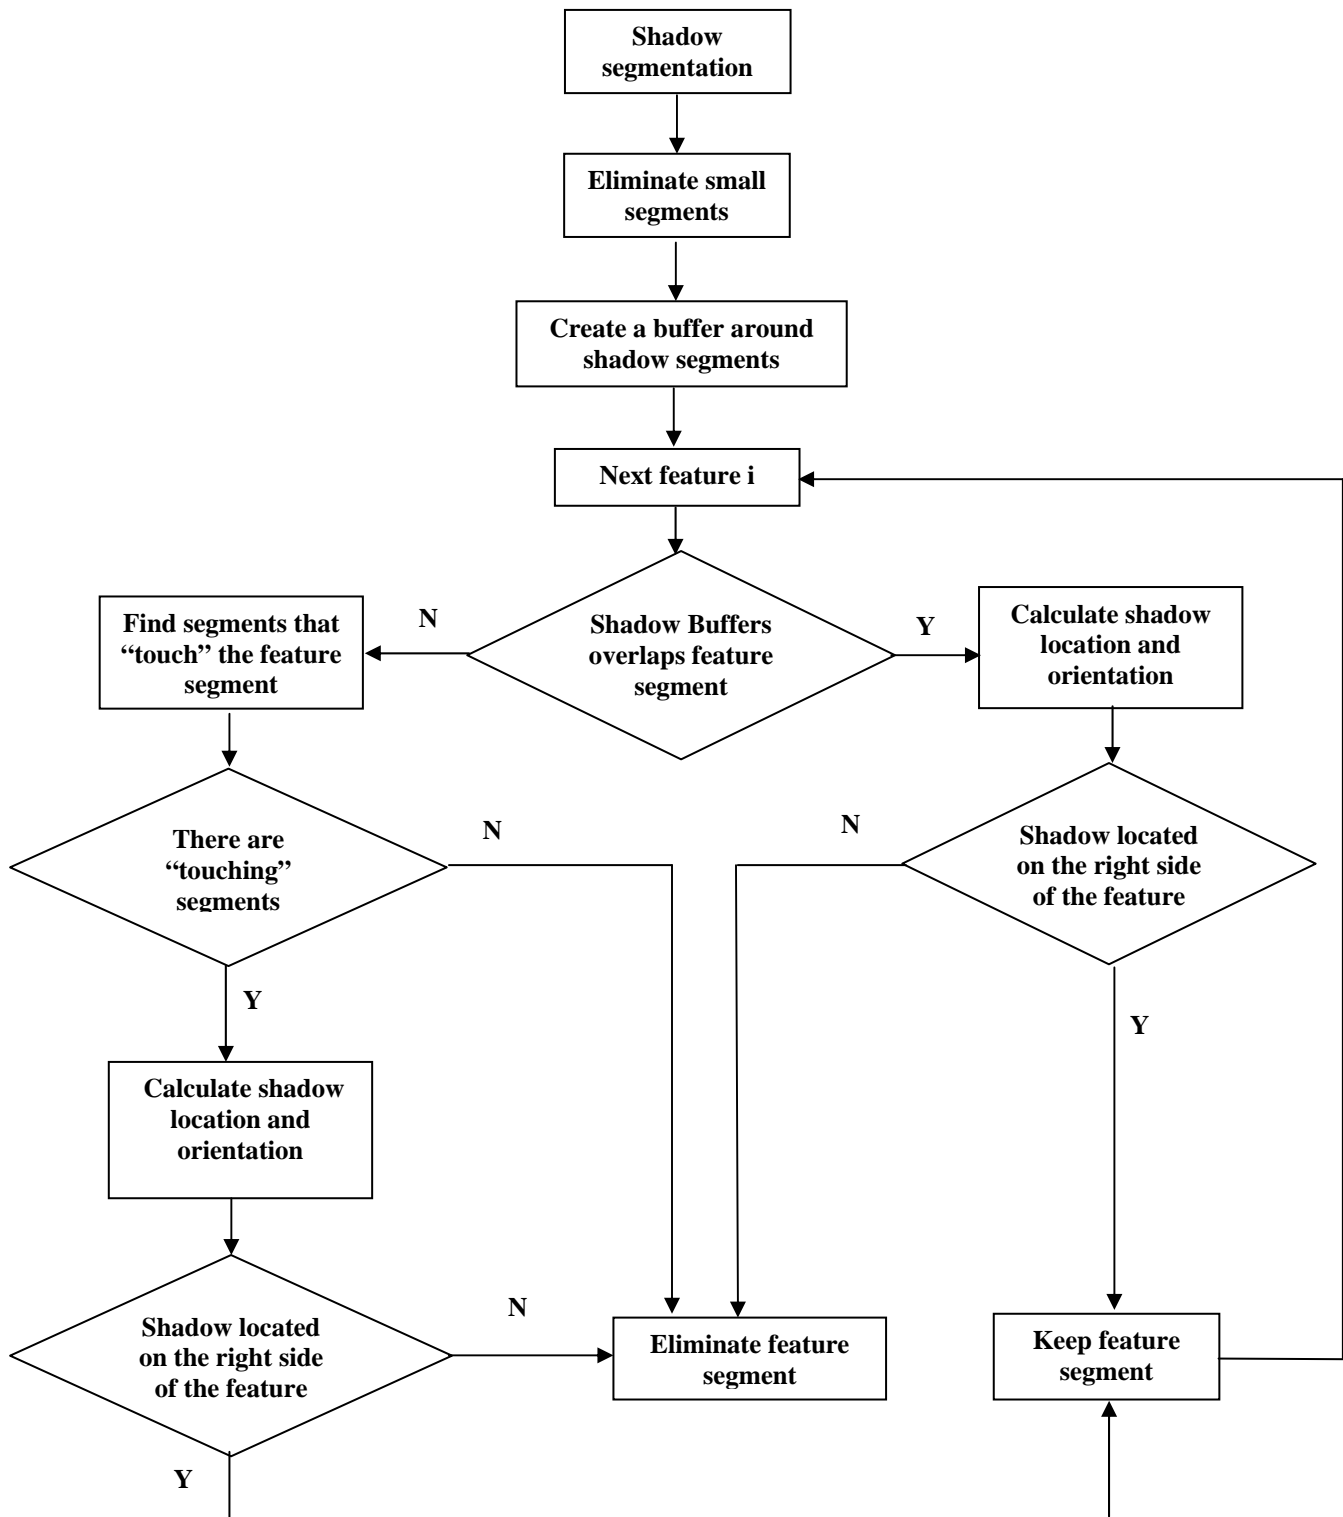 Shadow
segmentation
Eliminate small
segments
Create a buffer around
shadow segments
Next feature i
Find segments that
“touch” the feature
segment
N
Shadow Buffers
overlaps feature
segment
Y
Calculate shadow
location and
orientation
There are
“touching”
segments
N
N
Shadow located
on the right side
of the feature
Y
Y
Calculate shadow
location and
orientation
Shadow located
on the right side
of the feature
N
Eliminate feature
segment
Keep feature
segment
Y